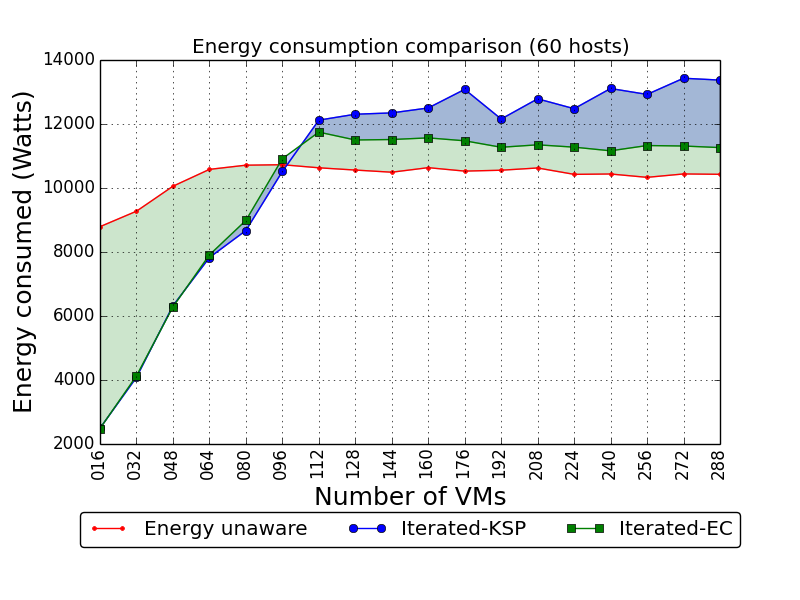 Energy consumption comparison (60 hosts)
Energy consumed (Watts)
14000
12000
10000
8000
6000
4000
2000
016 032 048 064 080 096 112 128 144 160 176 192 208 224 240 256 272 288
Number of VMs
Energy unaware Iterated-KSP Iterated-EC